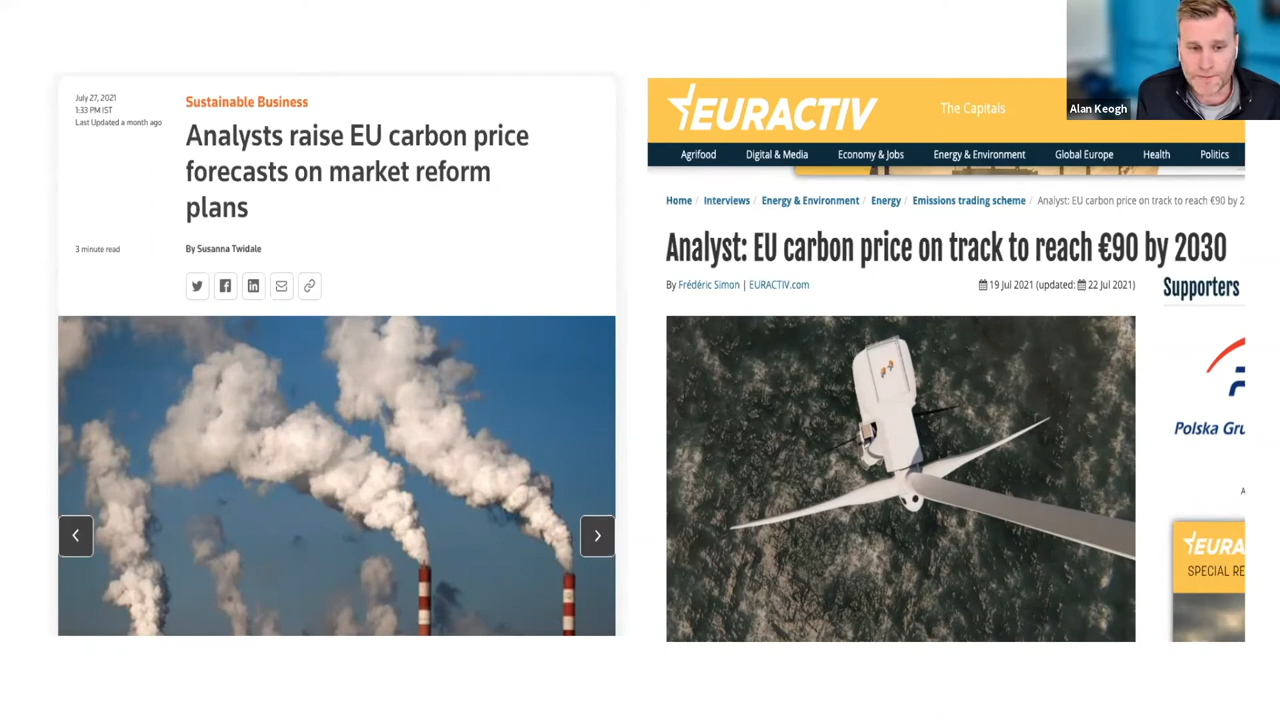 July 27, 2021
1:33 PM IST
Last Updated a month ago
Sustainable Business
Analysts raise EU carbon price
forecasts on market reform
plans
3 minute read
By Susanna Twidale
EURACTIV
The Capitals
Alan Keogh
Agrifood Digital & Media Economy & Jobs Energy & Environment Global Europe Health Politics
Home / Interviews / Energy & Environment / Energy / Emissions trading scheme / Analyst: EU carbon price on track to reach €90 by 2
Analyst: EU carbon price on track to reach €90 by 2030
By Frédéric Simon | EURACTIV.com
19 Jul 2021 (updated: 22 Jul 2021)
Supporters
Polska Gru
EURA
SPECIAL RE